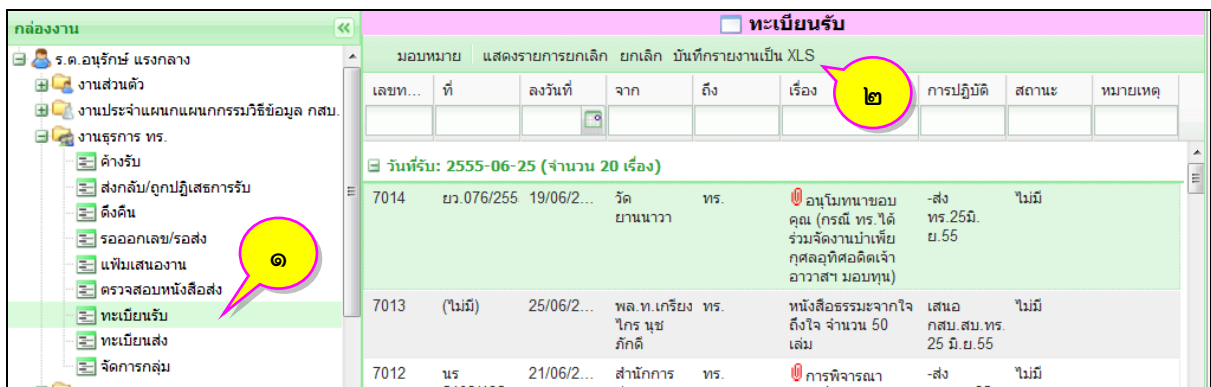 กล่องงาน
ร.ต.อนุรักษ์ แรงกลาง
งานส่วนตัว
งานประจำแผนกแผนกกรรมวิธีข้อมูล กสบ.
งานธุรการ ทร.
ค้างรับ
ส่งกลับ/ถูกปฏิเสธการรับ
ดึงคืน
รอออกเลข/รอส่ง
แฟ้มเสนองาน
ตรวจสอบหนังสือส่ง
ทะเบียนรับ
ทะเบียนส่ง
จัดการกลุ่ม
๑
ทะเบียนรับ
มอบหมาย แสดงรายการยกเลิก ยกเลิก บันทึกรายงานเป็น XLS
๒
เลขท... ที่ ลงวันที่ จาก ถึง เรื่อง การปฏิบัติ สถานะ หมายเหตุ
วันที่รับ: 2555-06-25 (จำนวน 20 เรื่อง)
7014 ยว.076/255 19/06/2... วัด ทร. อนุโมทนาขอบ -ส่ง ไม่มี
ยานนาวา คุณ (กรณี ทร.ได้ ทร.25มิ.
ร่วมจัดงานบำเพ็ย ย.55
กุศลอุทิศอดีตเจ้า
อาวาสฯ มอบทุน)
7013 (ไม่มี) 25/06/2... พล.ท.เกรียง ทร. หนังสือธรรมะจากใจ เสนอ ไม่มี
ไกร นุช ถึงใจ จำนวน 50 กสบ.สบ.ทร.
ภักดี เล่ม 25 มิ.ย.55
7012 นร 21/06/2... สำนักการ ทร. การพิจารณา -ส่ง ไม่มี